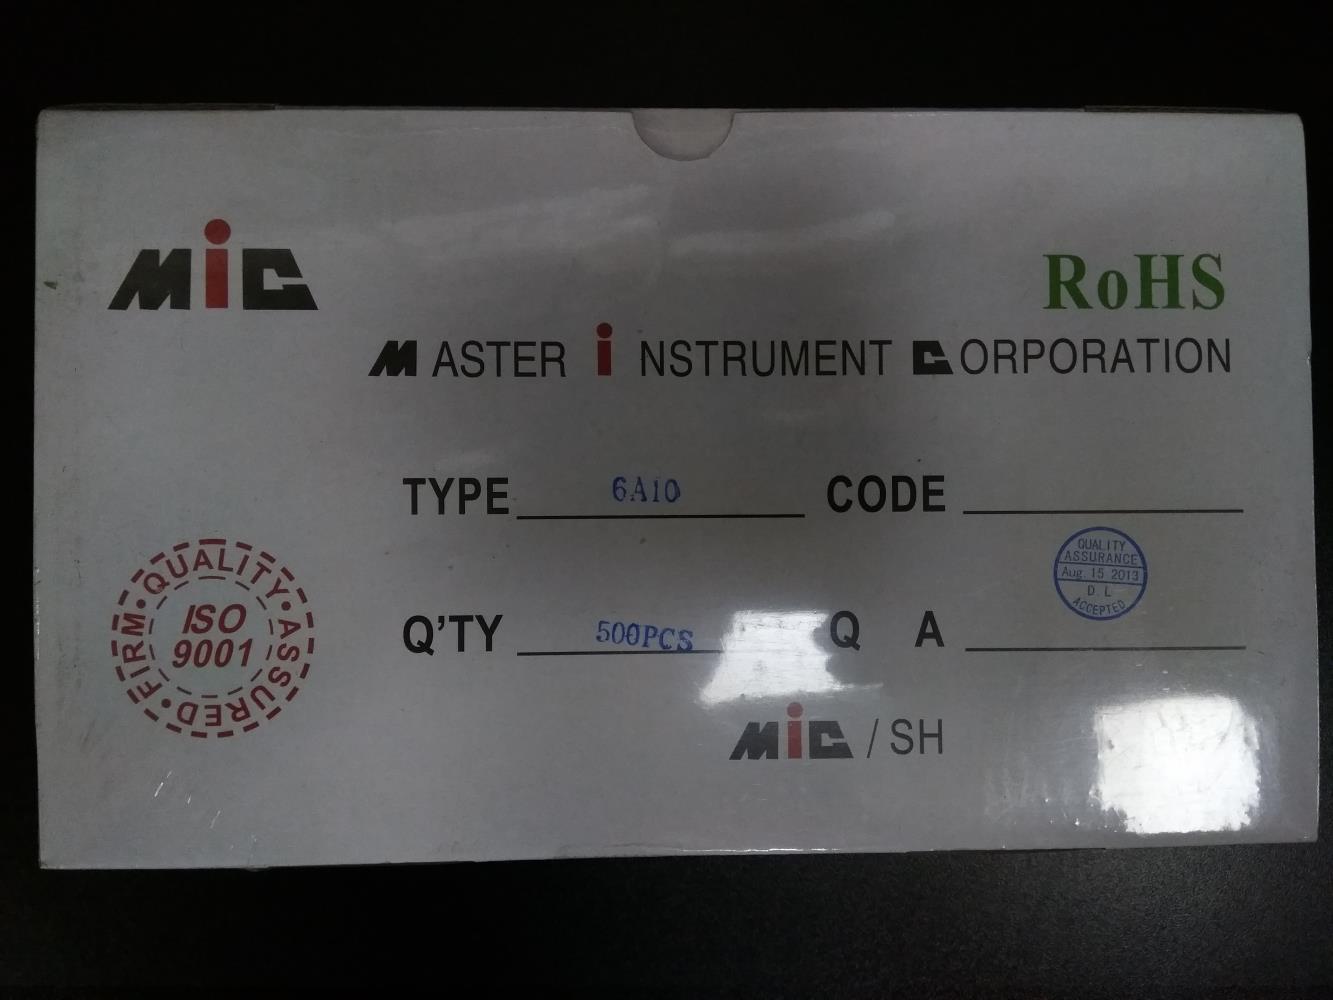 MiC
RoHS
MASTER iNSTRUMENT CORPORATION
TYPE 6A10 CODE
QUALITY
ASSURANCE
Aug. 15 2013
D. L
ACCEPTED
Q'TY 500PCS Q A
FIRM • QUALITY • ASSURED •
ISO
9001
MiC / SH